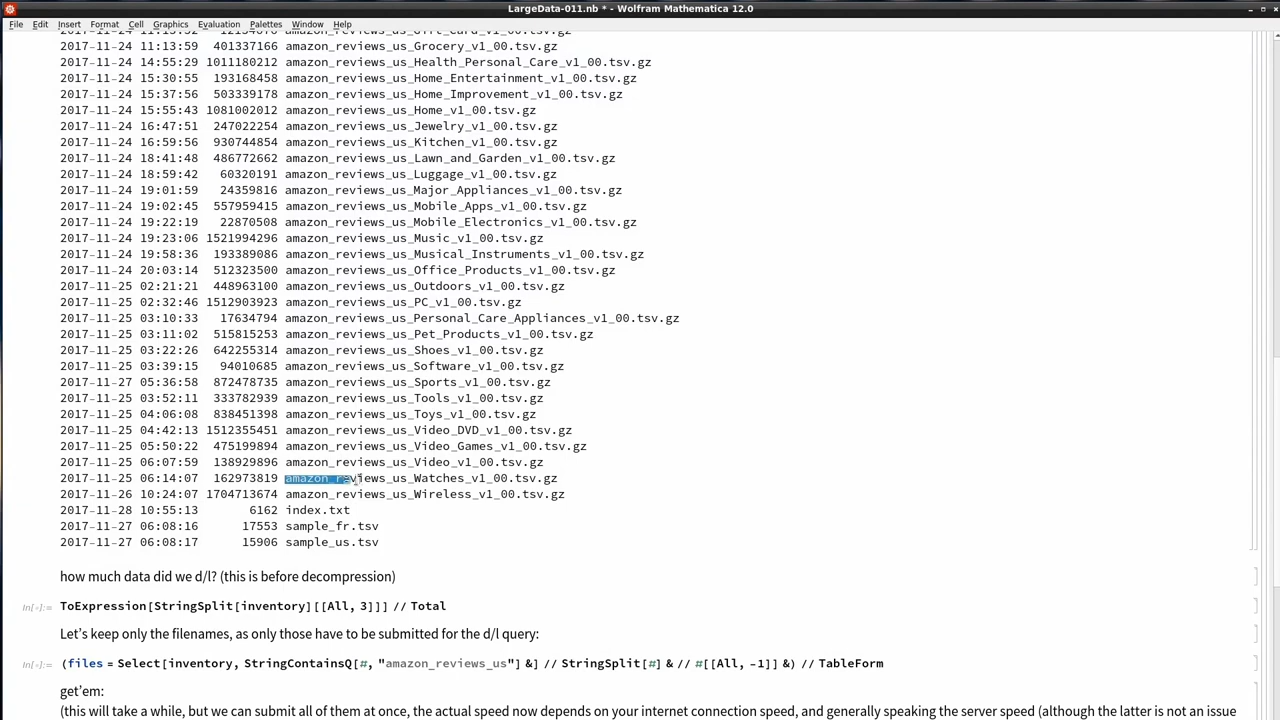 LargeData-011.nb * - Wolfram Mathematica 12.0
File Edit Insert Format Cell Graphics Evaluation Palettes Window Help
amazon_reviews_us_Gift_Card_v1_00.tsv.gz
2017-11-24 11:13:59 401337166 amazon_reviews_us_Grocery_v1_00.tsv.gz
2017-11-24 14:55:29 1011180212 amazon_reviews_us_Health_Personal_Care_v1_00.tsv.gz
2017-11-24 15:30:55 193168458 amazon_reviews_us_Home_Entertainment_v1_00.tsv.gz
2017-11-24 15:37:56 503339178 amazon_reviews_us_Home_Improvement_v1_00.tsv.gz
2017-11-24 15:55:43 1081002012 amazon_reviews_us_Home_v1_00.tsv.gz
2017-11-24 16:47:51 247022254 amazon_reviews_us_Jewelry_v1_00.tsv.gz
2017-11-24 16:59:56 930744854 amazon_reviews_us_Kitchen_v1_00.tsv.gz
2017-11-24 18:41:48 486772662 amazon_reviews_us_Lawn_and_Garden_v1_00.tsv.gz
2017-11-24 18:59:42 60320191 amazon_reviews_us_Luggage_v1_00.tsv.gz
2017-11-24 19:01:59 24359816 amazon_reviews_us_Major_Appliances_v1_00.tsv.gz
2017-11-24 19:02:45 557959415 amazon_reviews_us_Mobile_Apps_v1_00.tsv.gz
2017-11-24 19:22:19 22870508 amazon_reviews_us_Mobile_Electronics_v1_00.tsv.gz
2017-11-24 19:23:06 1521994296 amazon_reviews_us_Music_v1_00.tsv.gz
2017-11-24 19:58:36 193389086 amazon_reviews_us_Musical_Instruments_v1_00.tsv.gz
2017-11-24 20:03:14 512323500 amazon_reviews_us_Office_Products_v1_00.tsv.gz
2017-11-25 02:21:21 448963100 amazon_reviews_us_Outdoors_v1_00.tsv.gz
2017-11-25 02:32:46 1512903923 amazon_reviews_us_PC_v1_00.tsv.gz
2017-11-25 03:10:33 17634794 amazon_reviews_us_Personal_Care_Appliances_v1_00.tsv.gz
2017-11-25 03:11:02 515815253 amazon_reviews_us_Pet_Products_v1_00.tsv.gz
2017-11-25 03:22:26 642255314 amazon_reviews_us_Shoes_v1_00.tsv.gz
2017-11-25 03:39:15 94010685 amazon_reviews_us_Software_v1_00.tsv.gz
2017-11-27 05:36:58 872478735 amazon_reviews_us_Sports_v1_00.tsv.gz
2017-11-25 03:52:11 333782939 amazon_reviews_us_Tools_v1_00.tsv.gz
2017-11-25 04:06:08 838451398 amazon_reviews_us_Toys_v1_00.tsv.gz
2017-11-25 04:42:13 1512355451 amazon_reviews_us_Video_DVD_v1_00.tsv.gz
2017-11-25 05:50:22 475199894 amazon_reviews_us_Video_Games_v1_00.tsv.gz
2017-11-25 06:07:59 138929896 amazon_reviews_us_Video_v1_00.tsv.gz
2017-11-25 06:14:07 162973819 amazon_reviews_us_Watches_v1_00.tsv.gz
2017-11-26 10:24:07 1704713674 amazon_reviews_us_Wireless_v1_00.tsv.gz
2017-11-28 10:55:13 6162 index.txt
2017-11-27 06:08:16 17553 sample_fr.tsv
2017-11-27 06:08:17 15906 sample_us.tsv
how much data did we d/l? (this is before decompression)
In[•]:= ToExpression[StringSplit[inventory][[All, 3]]] // Total
Let's keep only the filenames, as only those have to be submitted for the d/l query:
In[•]:= (files = Select[inventory, StringContainsQ[#, "amazon_reviews_us"] &] // StringSplit[#] & // #[[All, -1]] &) // TableForm
get'em:
(this will take a while, but we can submit all of them at once, the actual speed now depends on your internet connection speed, and generally speaking the server speed (although the latter is not an issue